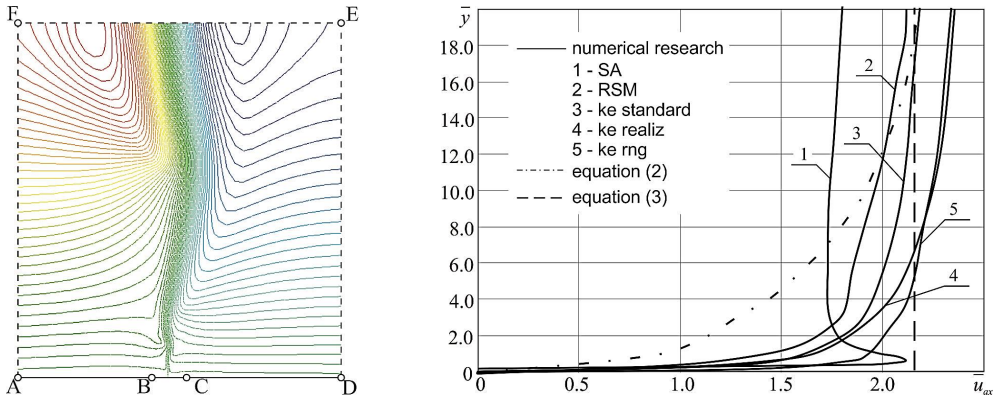 F
E
A
B
C
D
y
18.0
16.0
14.0
12.0
10.0
8.0
6.0
4.0
2.0
0
numerical research
1 - SA
2 - RSM
3 - ke standard
4 - ke realiz
5 - ke rng
equation (2)
equation (3)
2
3
1
5
4
0 0.5 1.0 1.5 2.0 u ax